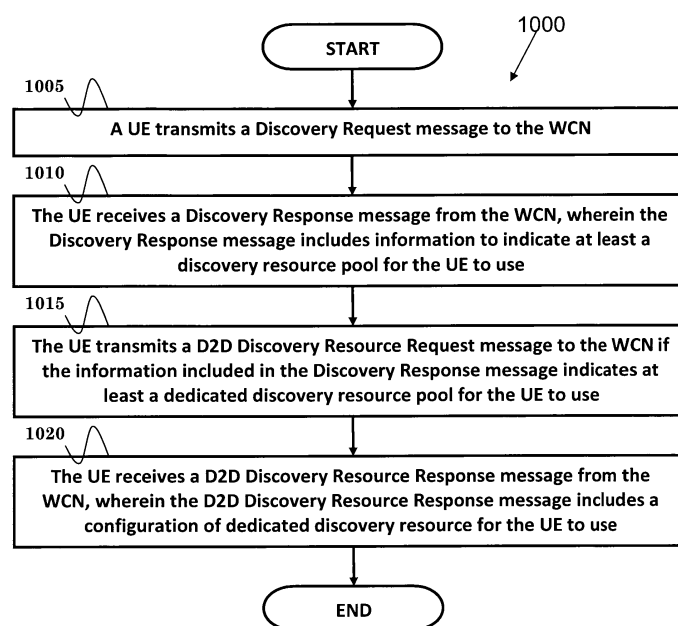 1000
START
1005
A UE transmits a Discovery Request message to the WCN
1010
The UE receives a Discovery Response message from the WCN, wherein the
Discovery Response message includes information to indicate at least a
discovery resource pool for the UE to use
1015
The UE transmits a D2D Discovery Resource Request message to the WCN if
the information included in the Discovery Response message indicates at
least a dedicated discovery resource pool for the UE to use
1020
The UE receives a D2D Discovery Resource Response message from the
WCN, wherein the D2D Discovery Resource Response message includes a
configuration of dedicated discovery resource for the UE to use
END